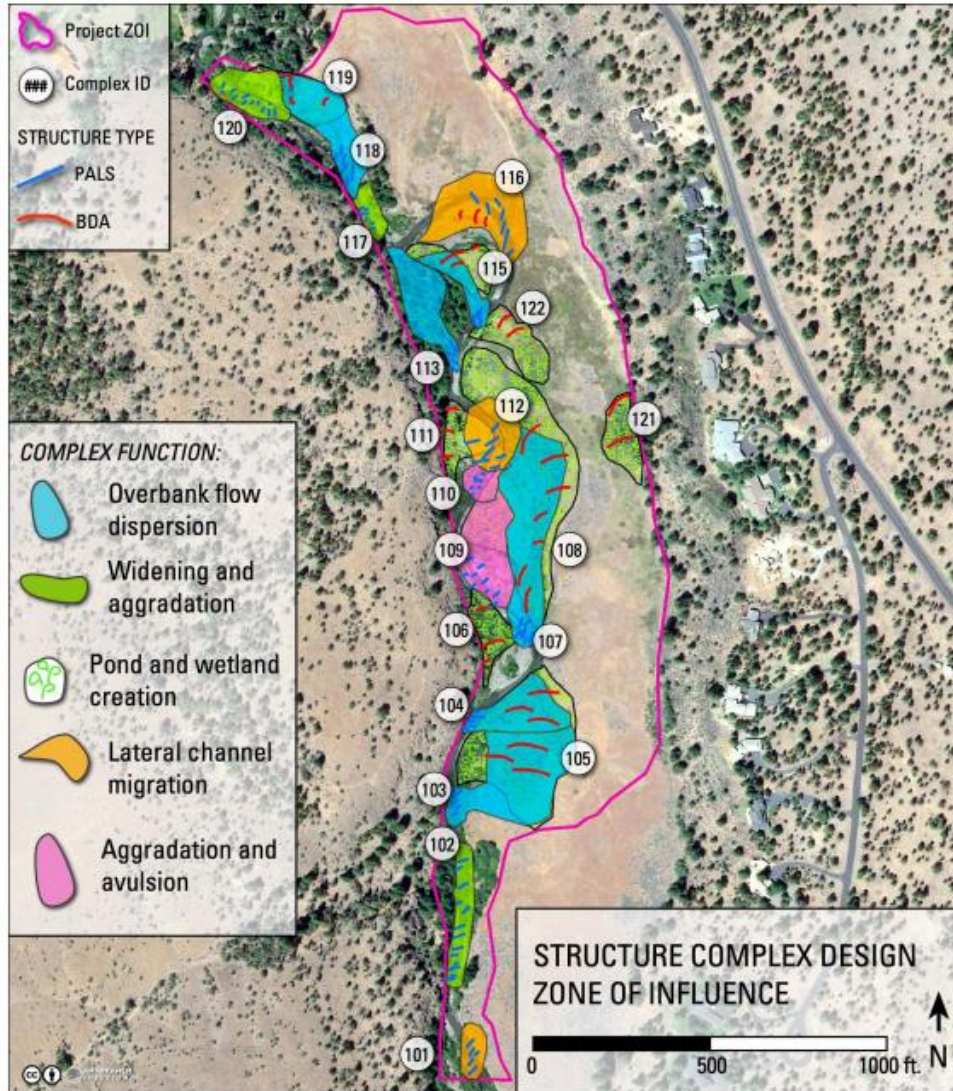 Project ZOI
###
Complex ID
STRUCTURE TYPE
PALS
BDA
119
120
118
116
117
115
122
113
112
111
121
110
109
108
106
107
104
105
103
102
101
COMPLEX FUNCTION:
Overbank flow
dispersion
Widening and
aggradation
Pond and wetland
creation
Lateral channel
migration
Aggradation and
avulsion
STRUCTURE COMPLEX DESIGN
ZONE OF INFLUENCE
0
500
1000 ft.
N
cc